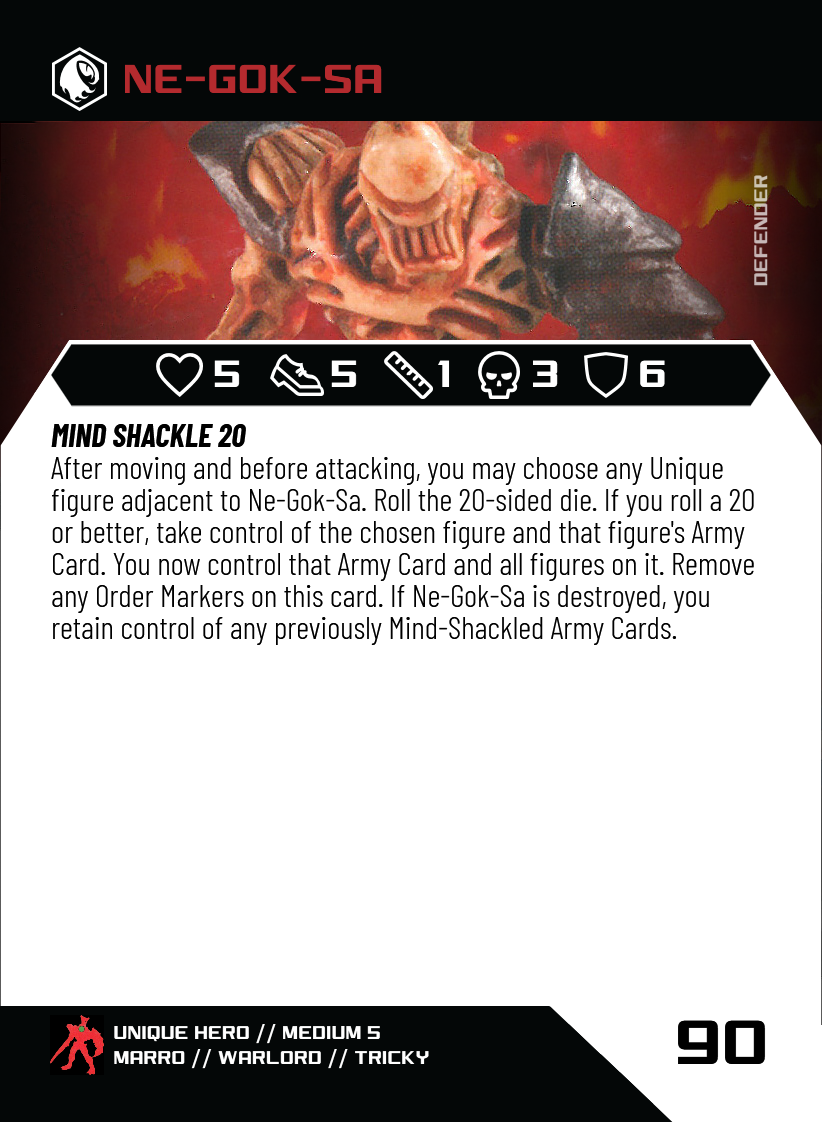 NE-GOK-SA
DEFENDER
5 5 1 3 6
MIND SHACKLE 20
After moving and before attacking, you may choose any Unique
figure adjacent to Ne-Gok-Sa. Roll the 20-sided die. If you roll a 20
or better, take control of the chosen figure and that figure's Army
Card. You now control that Army Card and all figures on it. Remove
any Order Markers on this card. If Ne-Gok-Sa is destroyed, you
retain control of any previously Mind-Shackled Army Cards.
UNIQUE HERO // MEDIUM 5
MARRO // WARLORD // TRICKY
90